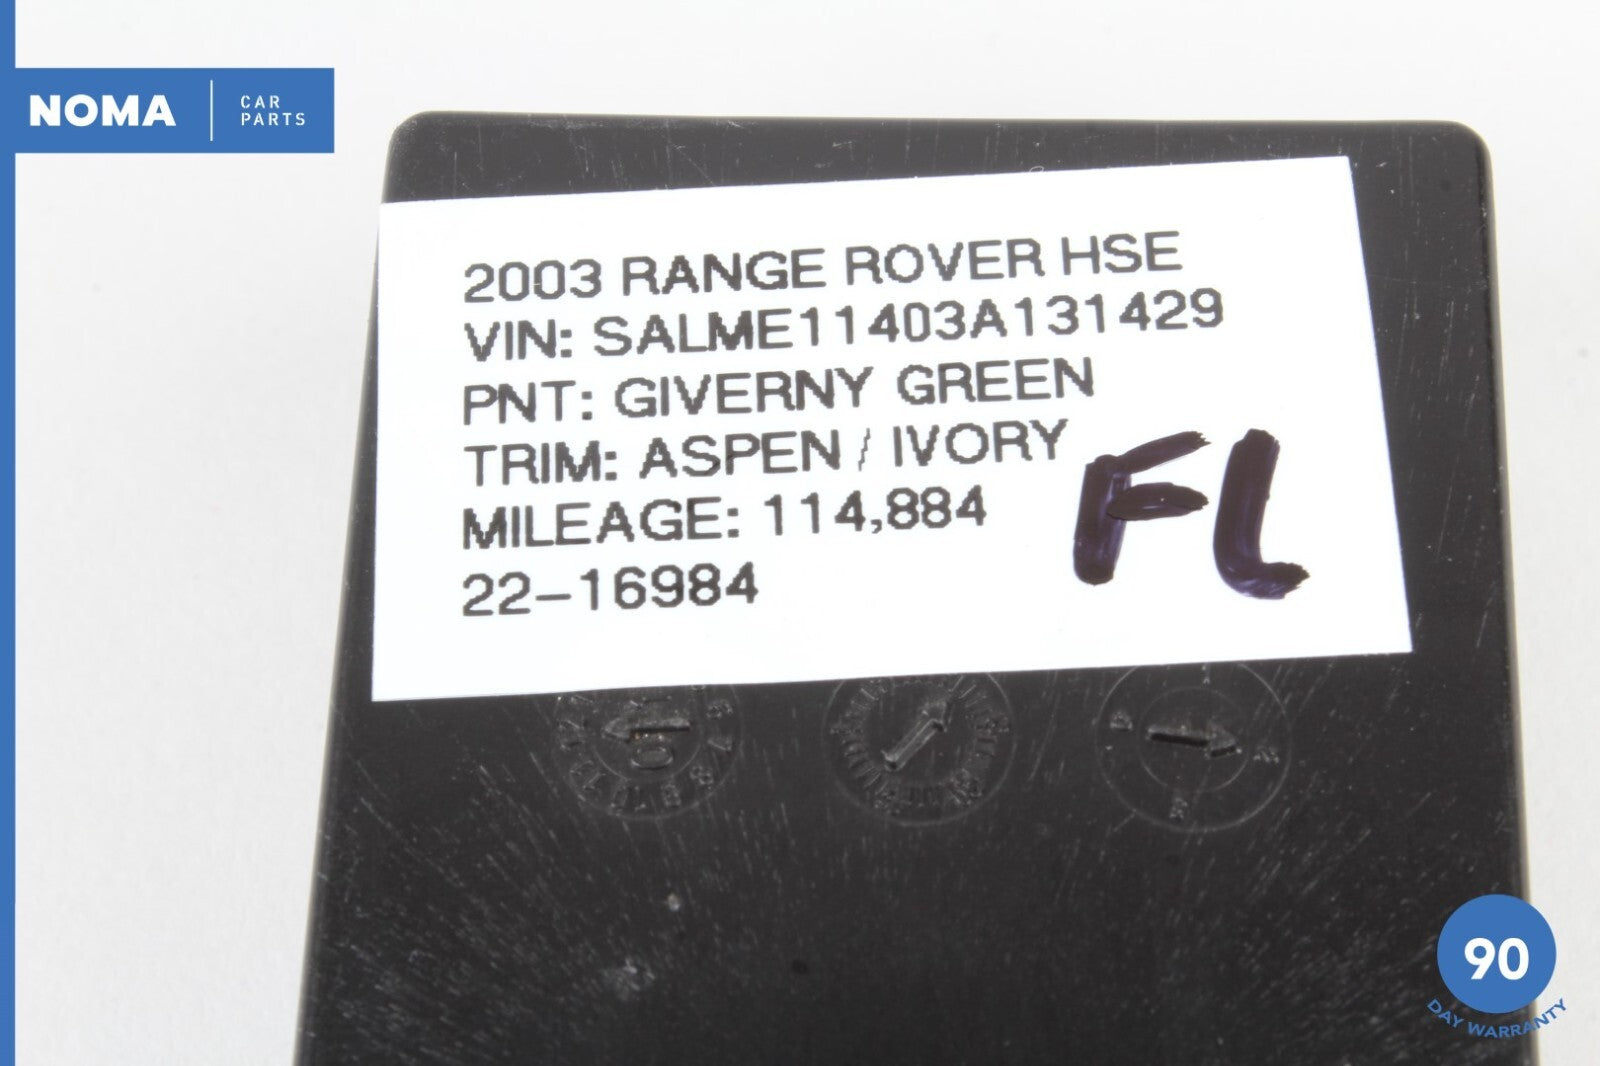 NOMA
CAR
PARTS
2003 RANGE ROVER HSE
VIN: SALME11403A131429
PNT: GIVERNY GREEN
TRIM: ASPEN / IVORY
MILEAGE: 114,884
22-16984
FL
90
DAY WARRANTY